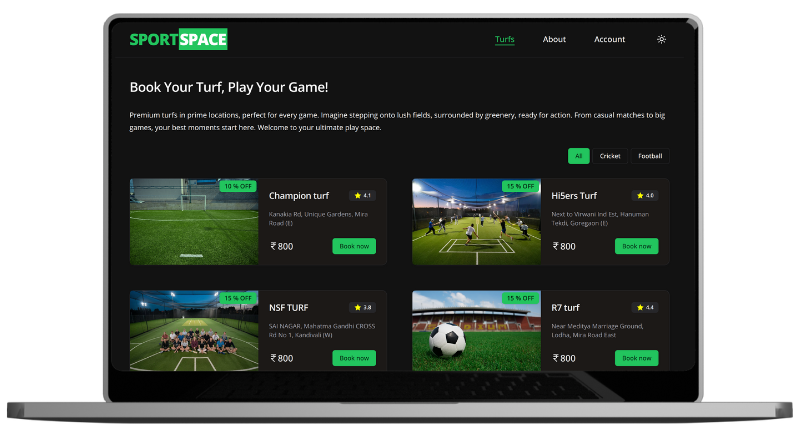 SPORTSPACE
Turfs
About
Account
Book Your Turf, Play Your Game!
Premium turfs in prime locations, perfect for every game. Imagine stepping onto lush fields, surrounded by greenery, ready for action. From casual matches to big
games, your best moments start here. Welcome to your ultimate play space.
All
Cricket
Football
10 % OFF
Champion turf
4.1
Kanakia Rd, Unique Gardens, Mira
Road (E)
₹ 800
Book now
15 % OFF
Hi5ers Turf
4.0
Next to Virwani Ind Est, Hanuman
Tekdi, Goregaon (E)
₹ 800
Book now
15 % OFF
NSF TURF
3.8
SAI NAGAR, Mahatma Gandhi CROSS
Rd No 1, Kandivali (W)
₹ 800
Book now
15 % OFF
R7 turf
4.4
Near Meditya Marriage Ground,
Lodha, Mira Road East
₹ 800
Book now